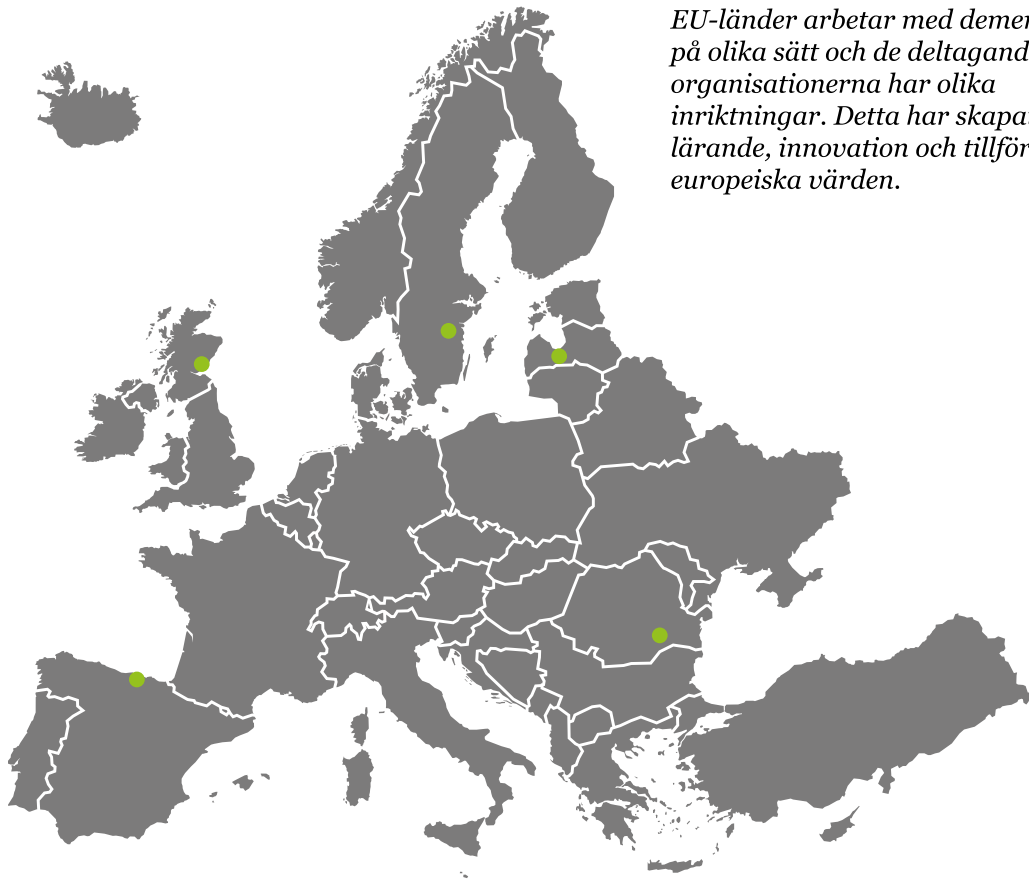 EU-länder arbetar med demen
på olika sätt och de deltagand
organisationerna har olika
inriktningar. Detta har skapa
lärande, innovation och tillför
europeiska värden.